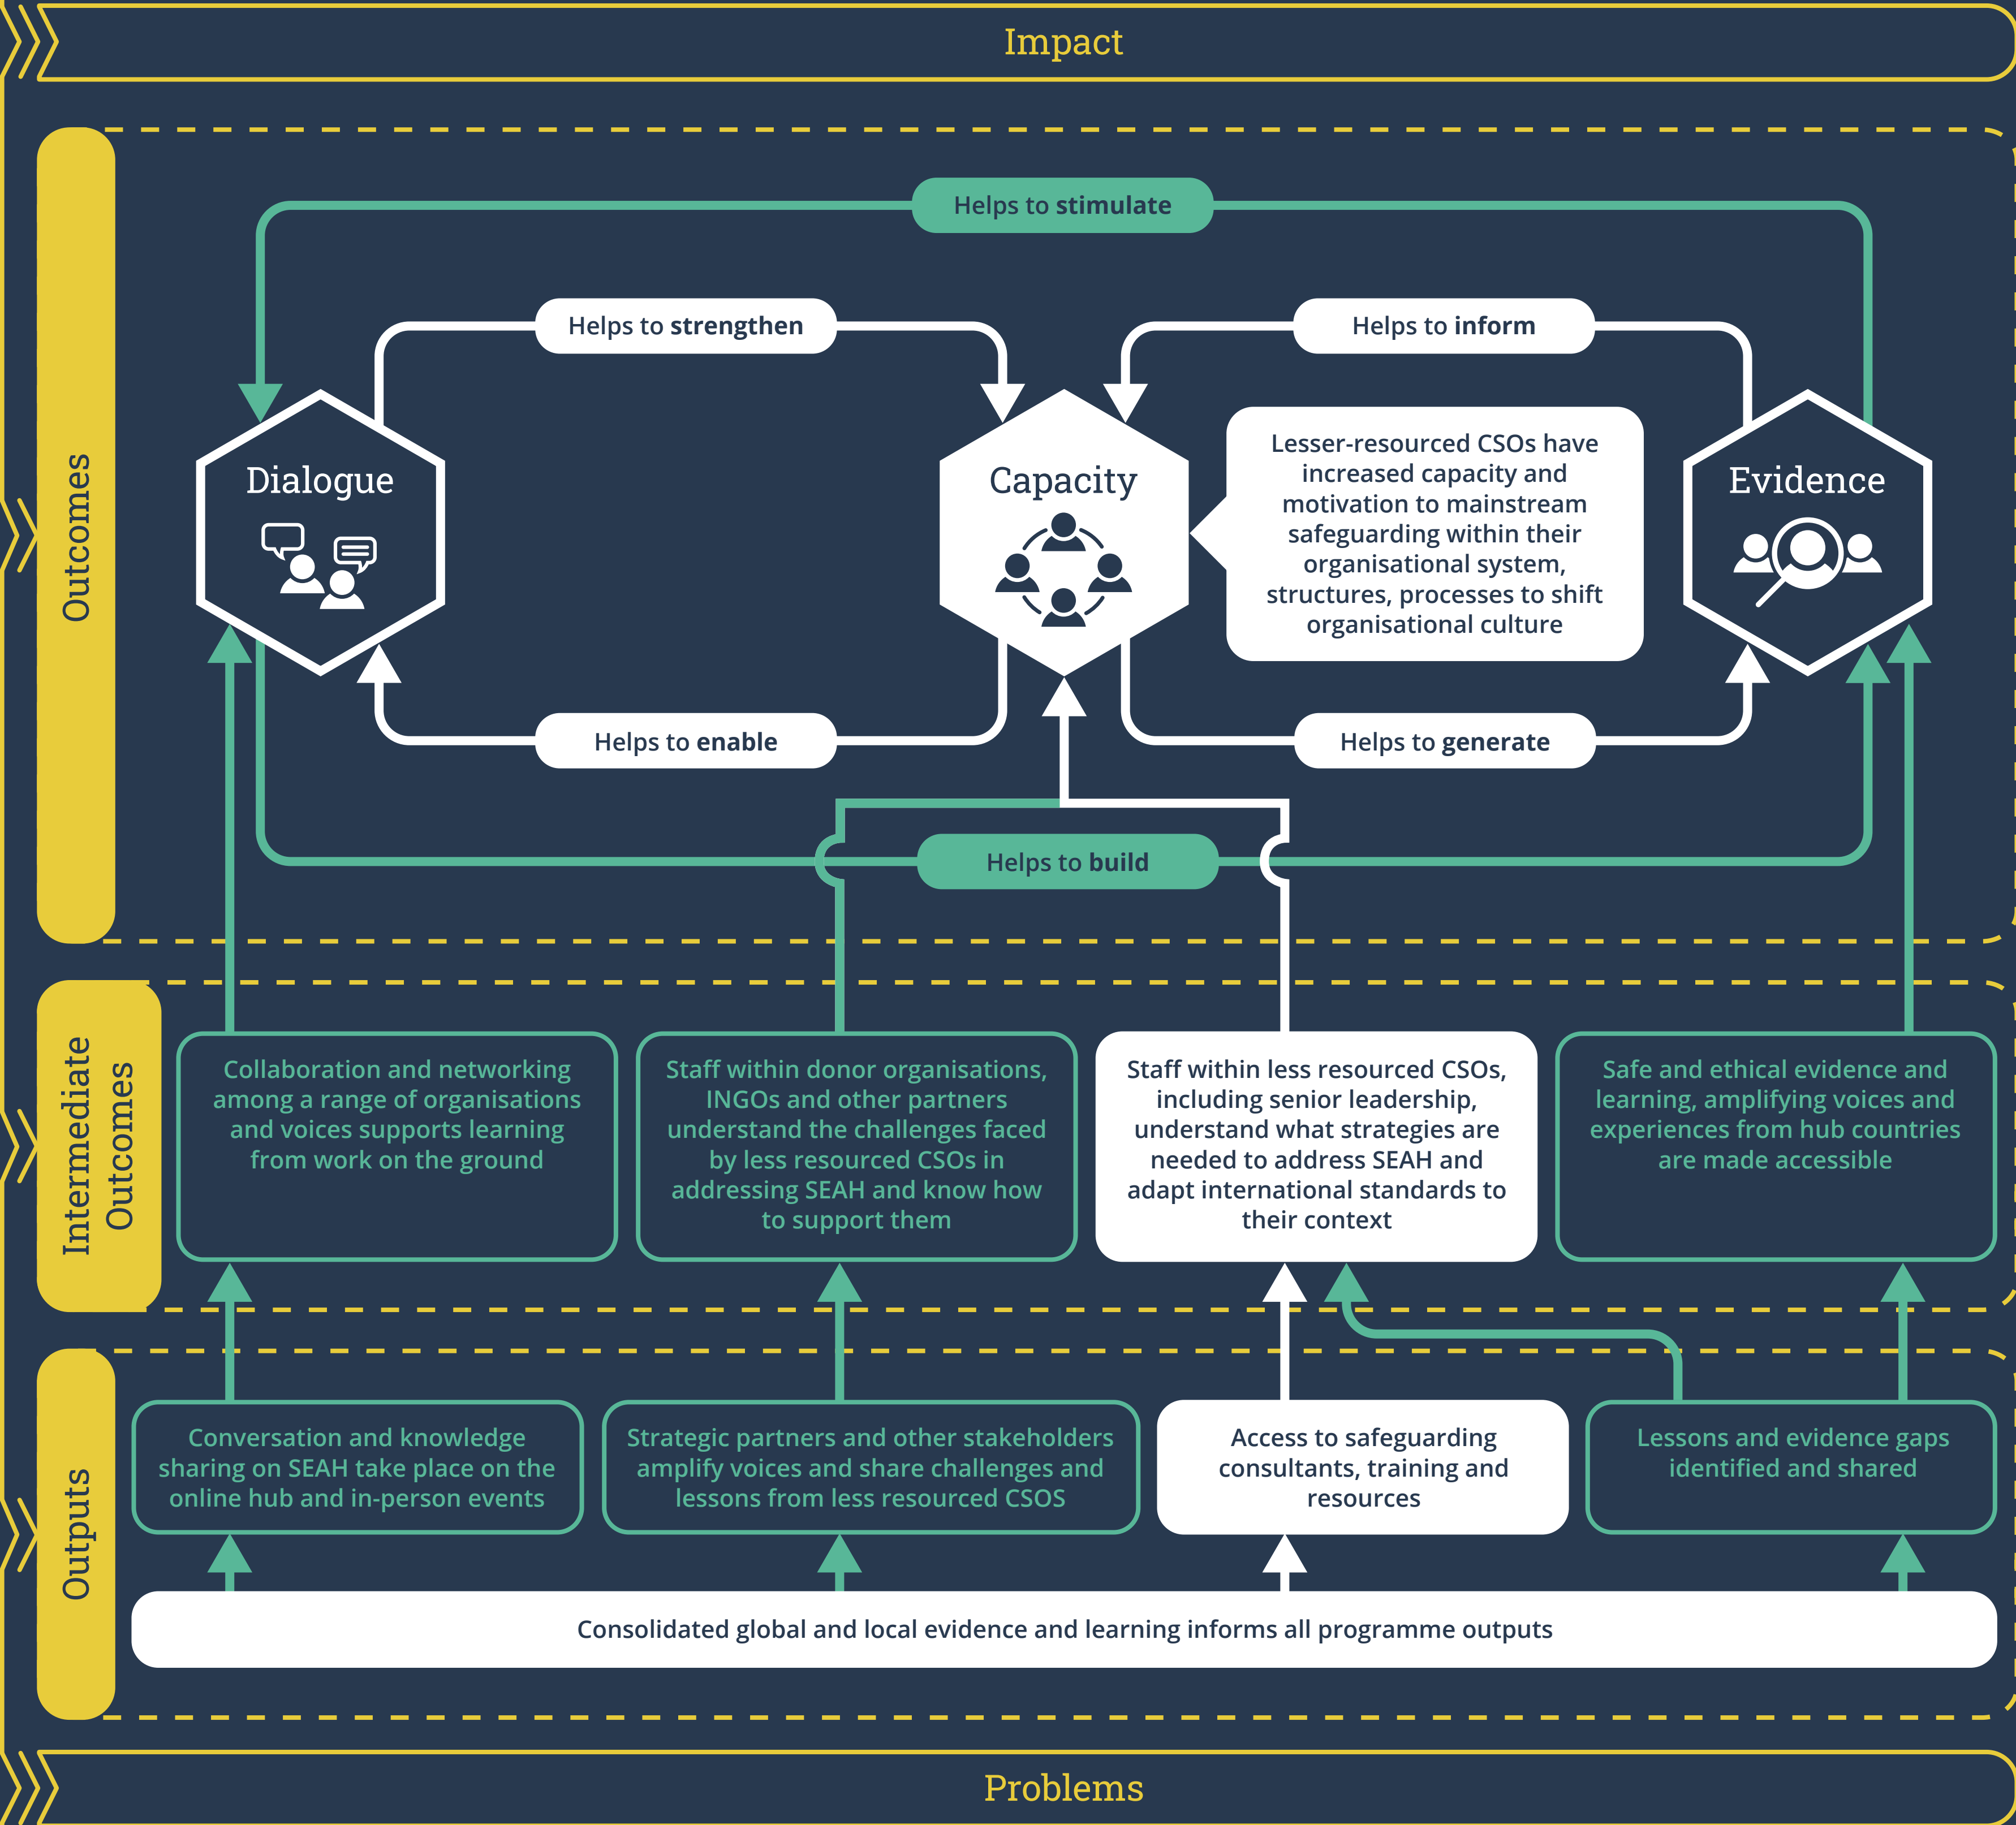 Impact
Outcomes
Helps to stimulate
Helps to strengthen
Helps to inform
Dialogue
Capacity
Lesser-resourced CSOs have
increased capacity and
motivation to mainstream
safeguarding within their
organisational system,
structures, processes to shift
organisational culture
Evidence
Helps to enable
Helps to generate
Helps to build
Intermediate
Outcomes
Collaboration and networking
among a range of organisations
and voices supports learning
from work on the ground
Staff within donor organisations,
INGOs and other partners
understand the challenges faced
by less resourced CSOs in
addressing SEAH and know how
to support them
Staff within less resourced CSOs,
including senior leadership,
understand what strategies are
needed to address SEAH and
adapt international standards to
their context
Safe and ethical evidence and
learning, amplifying voices and
experiences from hub countries
are made accessible
Outputs
Conversation and knowledge
sharing on SEAH take place on the
online hub and in-person events
Strategic partners and other stakeholders
amplify voices and share challenges and
lessons from less resourced CSOS
Access to safeguarding
consultants, training and
resources
Lessons and evidence gaps
identified and shared
Consolidated global and local evidence and learning informs all programme outputs
Problems